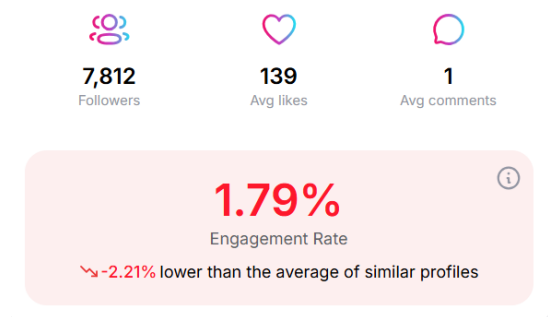 7,812
Followers
139
Avg likes
1
Avg comments
1.79%
Engagement Rate
-2.21% lower than the average of similar profiles